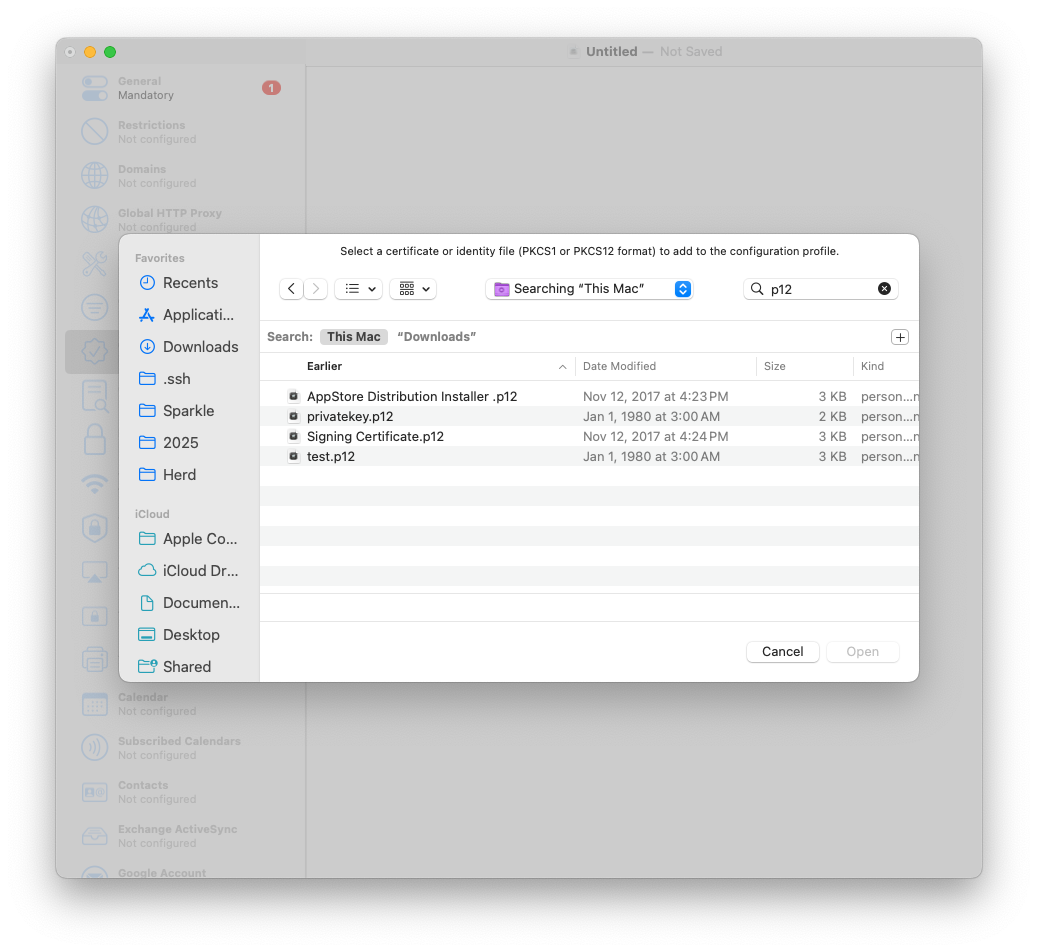 Untitled — Not Saved
General
Mandatory
1
Restrictions
Not configured
Domains
Not configured
Global HTTP Proxy
Not configured
Select a certificate or identity file (PKCS1 or PKCS12 format) to add to the configuration profile.
Favorites
Recents
Applicati...
Downloads
.ssh
Sparkle
2025
Herd
iCloud
Apple Co...
iCloud Dr...
Documen...
Desktop
Shared
Searching “This Mac”
p12
Search: This Mac “Downloads”
Earlier Date Modified Size Kind
AppStore Distribution Installer .p12 Nov 12, 2017 at 4:23 PM 3 KB person...n
privatekey.p12 Jan 1, 1980 at 3:00 AM 2 KB person...n
Signing Certificate.p12 Nov 12, 2017 at 4:24 PM 3 KB person...n
test.p12 Jan 1, 1980 at 3:00 AM 3 KB person...n
Cancel Open
Calendar
Not configured
Subscribed Calendars
Not configured
Contacts
Not configured
Exchange ActiveSync
Not configured
Google Account